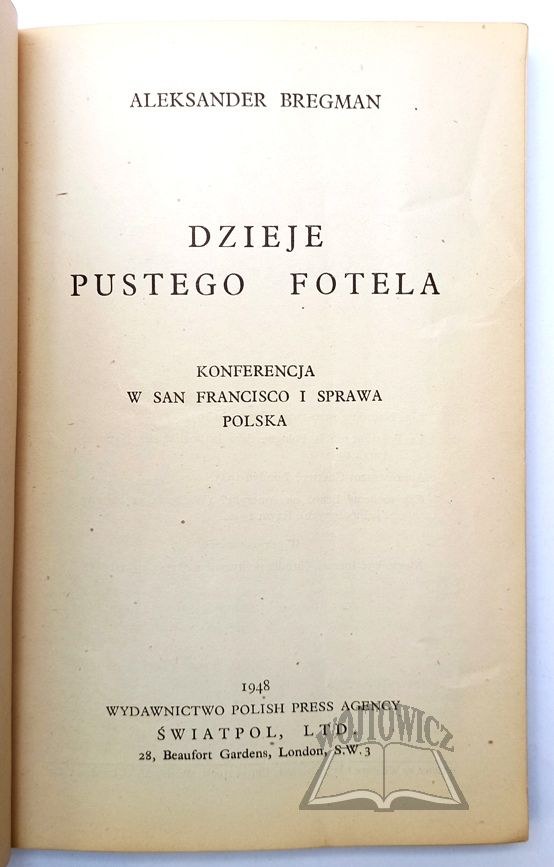 ALEKSANDER BREGMAN
DZIEJE
PUSTEGO FOTELA
KONFERENCJA
W SAN FRANCISCO I SPRAWA
POLSKA
1948
WYDAWNICTWO POLISH PRESS AGENCY
ŚWIATPOL, LTD.
28, Beaufort Gardens, London, S.W.3
WÓJTOWICZ